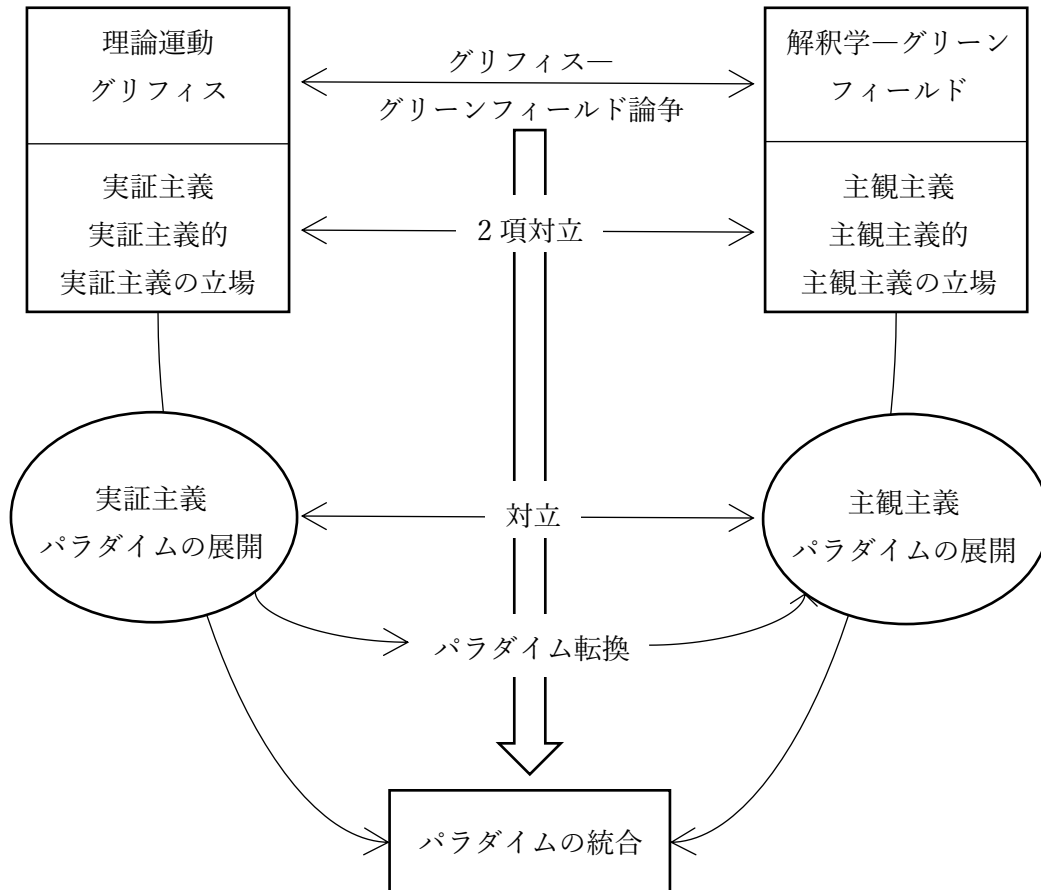 理論運動
グリフィス
グリフィス―
グリーンフィールド論争
解釈学―グリーン
フィールド
実証主義
実証主義的
実証主義の立場
2項対立
主観主義
主観主義的
主観主義の立場
実証主義
パラダイムの展開
対立
主観主義
パラダイムの展開
パラダイム転換
パラダイムの統合